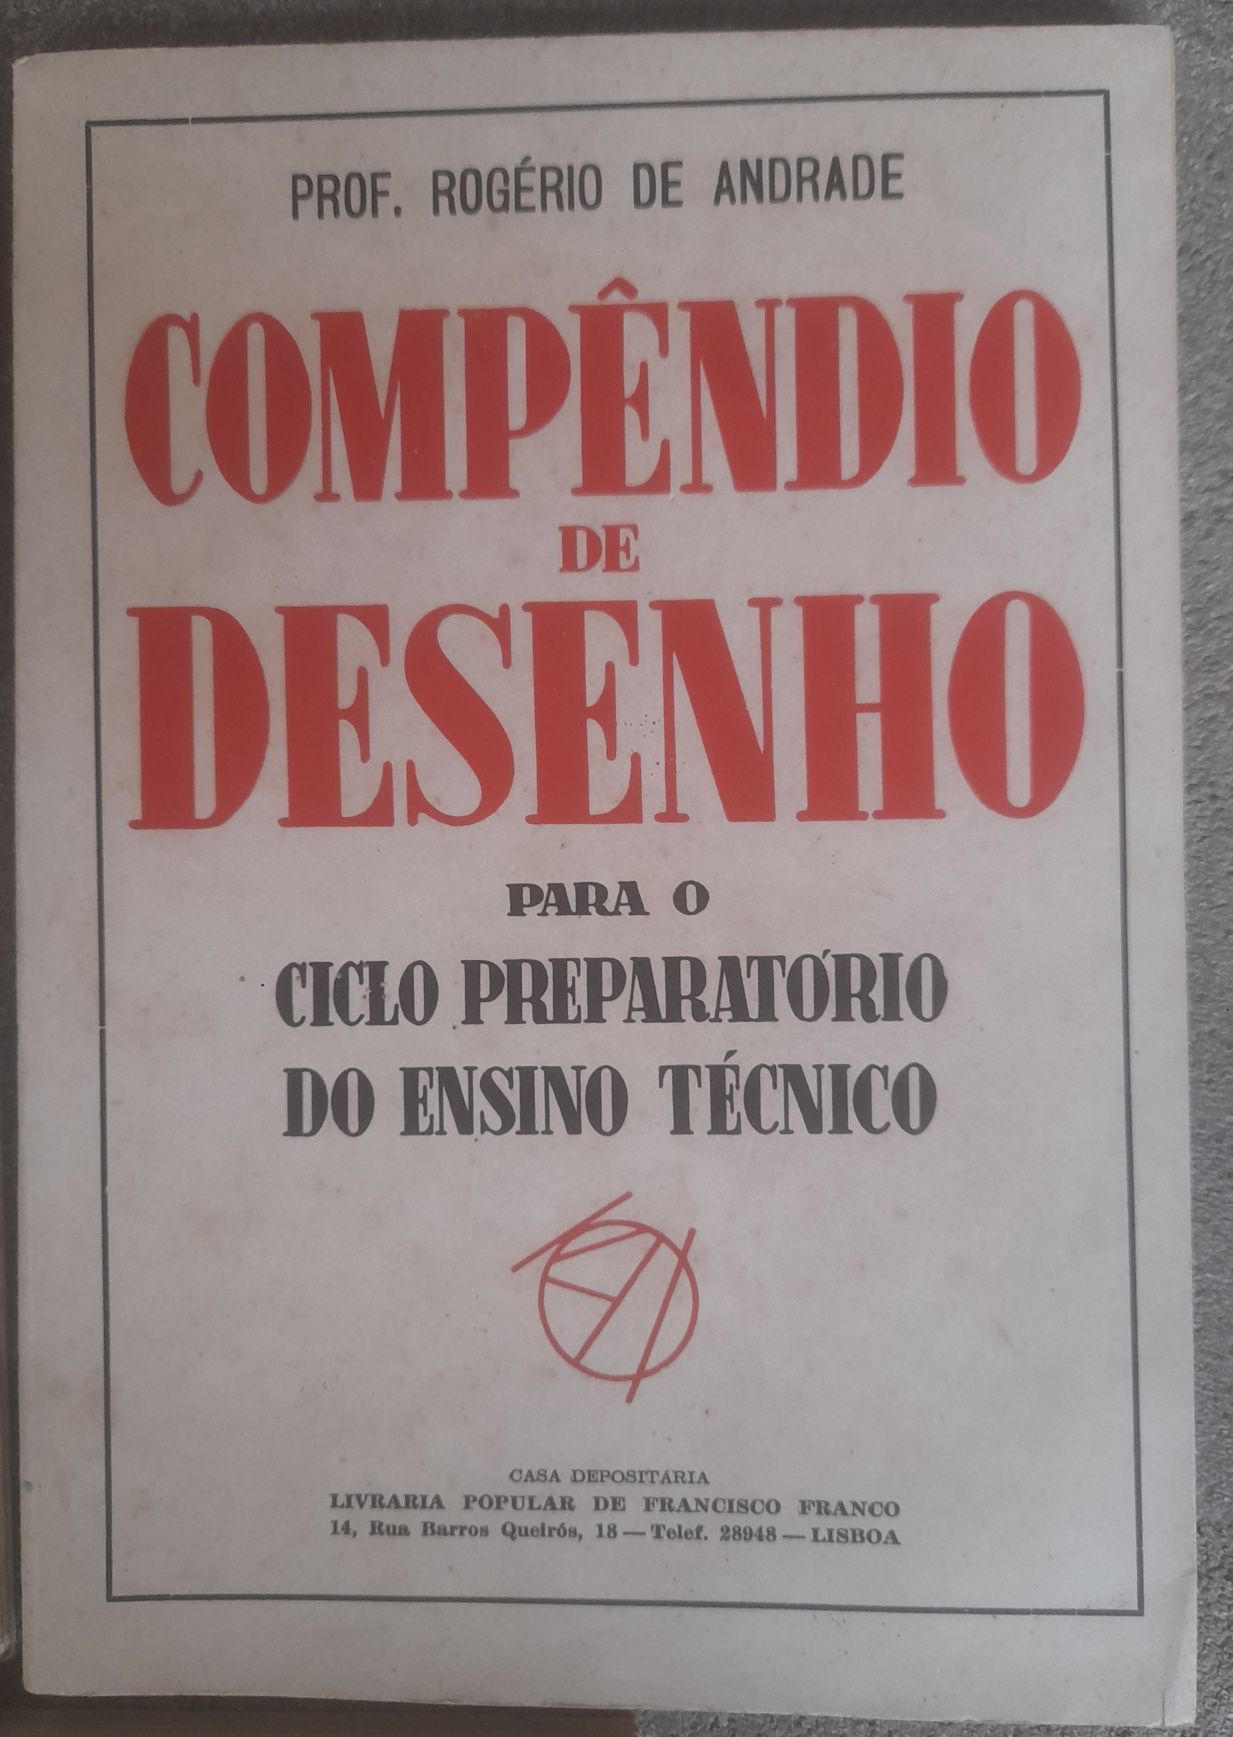 PROF. ROGÉRIO DE ANDRADE
COMPÊNDIO
DE
DESENHO
PARA O
CICLO PREPARATÓRIO
DO ENSINO TÉCNICO
CASA DEPOSITÁRIA
LIVRARIA POPULAR DE FRANCISCO FRANCO
14, Rua Barros Queirós, 18 — Telef. 28948 — LISBOA